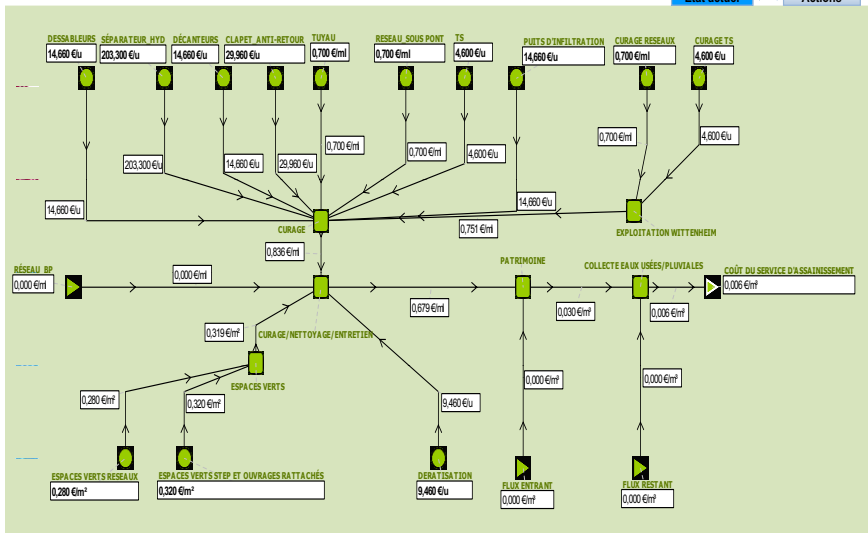 État actuel
Actions
DESSABLEURS
14,660 €/u
SÉPARATEUR_HYD
203,300 €/u
DÉCANTEURS
14,660 €/u
CLAPET_ANTI-RETOUR
29,960 €/u
TUYAU
0,700 €/ml
RESEAU_SOUS PONT
0,700 €/ml
TS
4,600 €/u
PUITS D'INFILTRATION
14,660 €/u
CURAGE RESEAUX
0,700 €/ml
CURAGE TS
4,600 €/u
0,700 €/ml
4,600 €/u
0,700 €/ml
0,700 €/ml
203,300 €/u
14,660 €/u
29,960 €/u
4,600 €/u
14,660 €/u
14,660 €/u
CURAGE
0,751 €/ml
EXPLOITATION WITTENHEIM
0,836 €/ml
RÉSEAU_BP
0,000 €/ml
0,000 €/ml
PATRIMOINE
COLLECTE EAUX USÉES/PLUVIALES
COÛT DU SERVICE D'ASSAINISSEMENT
0,006 €/m³
0,679 €/ml
0,030 €/m³
0,006 €/m³
0,319 €/m²
CURAGE/NETTOYAGE/ENTRETIEN
ESPACES VERTS
0,280 €/m²
0,320 €/m²
9,460 €/u
0,000 €/m³
0,000 €/m³
ESPACES VERTS RESEAUX
0,280 €/m²
ESPACES VERTS STEP ET OUVRAGES RATTACHÉS
0,320 €/m²
DERATISATION
9,460 €/u
FLUX ENTRANT
0,000 €/m³
FLUX RESTANT
0,000 €/m³